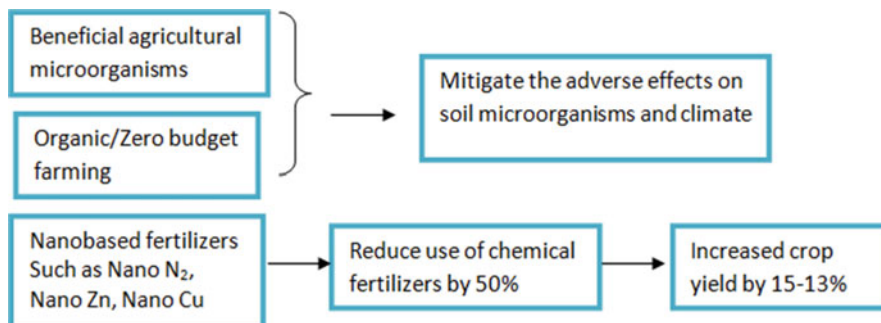 Beneficial agricultural
microorganisms
Mitigate the adverse effects on
soil microorganisms and climate
Organic/Zero budget
farming
Nanobased fertilizers
Such as Nano N₂,
Nano Zn, Nano Cu
Reduce use of chemical
fertilizers by 50%
Increased crop
yield by 15-13%